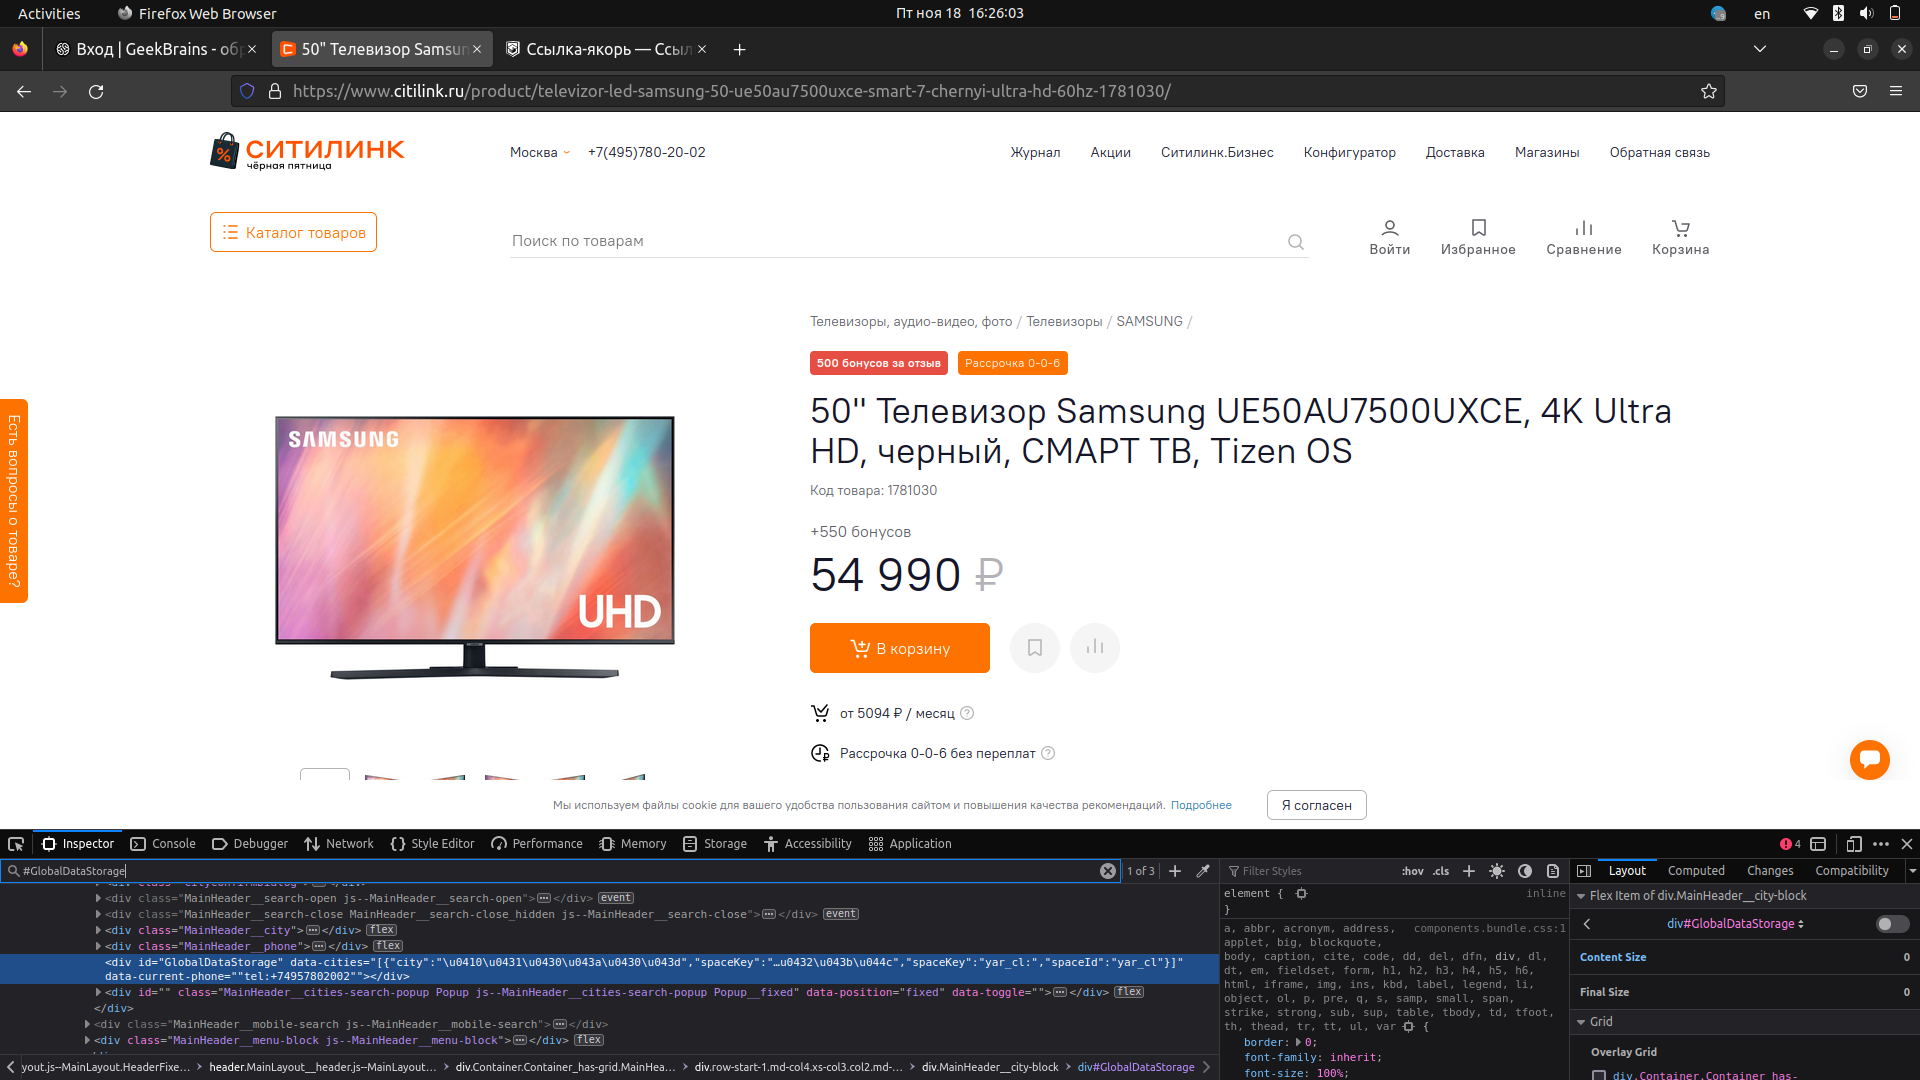 Activities
Firefox Web Browser
Пт ноя 18 16:26:03
en
Вход | GeekBrains - об
50" Телевизор Samsun
Ссылка-якорь — Ссыл
https://www.citilink.ru/product/televizor-led-samsung-50-ue50au7500uxce-smart-7-chernyi-ultra-hd-60hz-1781030/
СИТИЛИНК
чёрная пятница
Москва
+7(495)780-20-02
Журнал
Акции
Ситилинк.Бизнес
Конфигуратор
Доставка
Магазины
Обратная связь
Каталог товаров
Поиск по товарам
Войти
Избранное
Сравнение
Корзина
Телевизоры, аудио-видео, фото / Телевизоры / SAMSUNG /
500 бонусов за отзыв
Рассрочка 0-0-6
50" Телевизор Samsung UE50AU7500UXCE, 4K Ultra
HD, черный, СМАРТ ТВ, Tizen OS
Код товара: 1781030
+550 бонусов
54 990 ₽
В корзину
от 5094 ₽ / месяц
Рассрочка 0-0-6 без переплат
Есть вопросы о товаре?
SAMSUNG
UHD
Мы используем файлы cookie для вашего удобства пользования сайтом и повышения качества рекомендаций. Подробнее
Я согласен
Inspector
Console
Debugger
Network
Style Editor
Performance
Memory
Storage
Accessibility
Application
4
#GlobalDataStorage
1 of 3
<div class="MainHeader__search-open js--MainHeader__search-open"></div> event
<div class="MainHeader__search-close MainHeader__search-close_hidden js--MainHeader__search-close"></div> event
<div class="MainHeader__city"></div> flex
<div class="MainHeader__phone"></div> flex
<div id="GlobalDataStorage" data-cities="[{"city":"\u0410\u0431\u0430\u043a\u0430\u043d","spaceKey":"…u0432\u043b\u044c","spaceKey":"yar_cl:","spaceId":"yar_cl"}]"
data-current-phone=""tel:+74957802002""></div>
<div id="" class="MainHeader__cities-search-popup Popup js--MainHeader__cities-search-popup Popup__fixed" data-position="fixed" data-toggle=""></div> flex
</div>
<div class="MainHeader__mobile-search js--MainHeader__mobile-search"></div>
<div class="MainHeader__menu-block js--MainHeader__menu-block"></div> flex
yout.js--MainLayout.HeaderFixe… > header.MainLayout__header.js--MainLayout… > div.Container.Container_has-grid.MainHea… > div.row-start-1.md-col4.xs-col3.col2.md-… > div.MainHeader__city-block > div#GlobalDataStorage
Filter Styles
:hov .cls
element {
inline
}
a, abbr, acronym, address,
components.bundle.css:1
applet, big, blockquote,
body, caption, cite, code, dd, del, dfn, div, dl,
dt, em, fieldset, form, h1, h2, h3, h4, h5, h6,
html, iframe, img, ins, kbd, label, legend, li,
object, ol, p, pre, q, s, samp, small, span,
strike, strong, sub, sup, table, tbody, td, tfoot,
th, thead, tr, tt, ul, var {
border: 0;
font-family: inherit;
font-size: 100%;
Layout
Computed
Changes
Compatibility
Flex Item of div.MainHeader__city-block
div#GlobalDataStorage
Content Size
0
Final Size
0
Grid
Overlay Grid
div.Container.Container_has-